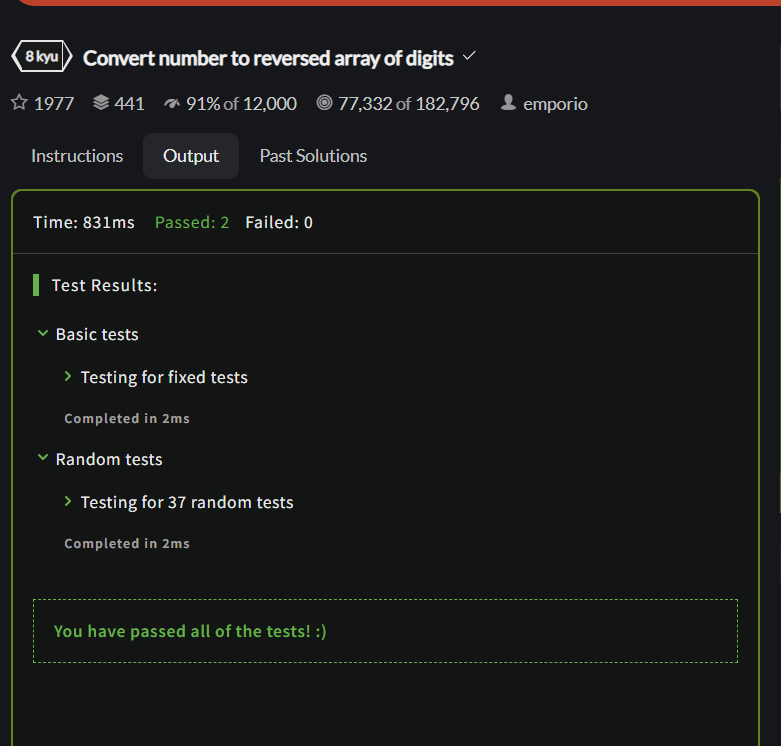 8 kyu Convert number to reversed array of digits
1977 441 91% of 12,000 77,332 of 182,796 emporio
Instructions Output Past Solutions
Time: 831ms Passed: 2 Failed: 0
Test Results:
Basic tests
Testing for fixed tests
Completed in 2ms
Random tests
Testing for 37 random tests
Completed in 2ms
You have passed all of the tests! :)